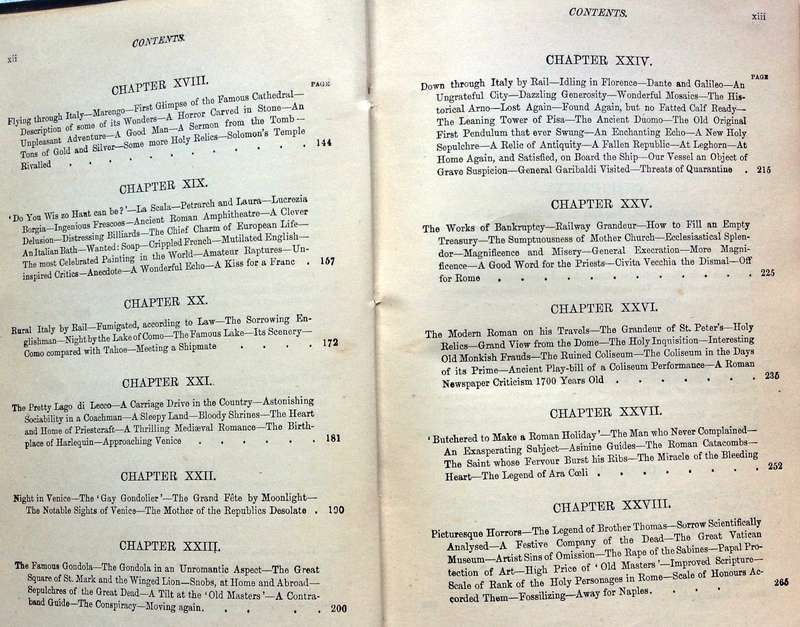 xii
CONTENTS.
CHAPTER XVIII.
PAGE
Flying through Italy—Marengo—First Glimpse of the Famous Cathedral—
Description of some of its Wonders—A Horror Carved in Stone—An
Unpleasant Adventure—A Good Man—A Sermon from the Tomb—
Tons of Gold and Silver—Some more Holy Relics—Solomon's Temple
Rivalled . . . . . . . . . 144
CHAPTER XIX.
'Do You Wis zo Haut can be?'—La Scala—Petrarch and Laura—Lucrezia
Borgia—Ingenious Frescoes—Ancient Roman Amphitheatre—A Clever
Delusion—Distressing Billiards—The Chief Charm of European Life—
An Italian Bath—Wanted: Soap—Crippled French—Mutilated English—
The most Celebrated Painting in the World—Amateur Raptures—Un-
inspired Critics—Anecdote—A Wonderful Echo—A Kiss for a Franc . 157
CHAPTER XX.
Rural Italy by Rail—Fumigated, according to Law—The Sorrowing En-
glishman—Night by the Lake of Como—The Famous Lake—Its Scenery—
Como compared with Tahoe—Meeting a Shipmate . . . . 172
CHAPTER XXI.
The Pretty Lago di Lecco—A Carriage Drive in the Country—Astonishing
Sociability in a Coachman—A Sleepy Land—Bloody Shrines—The Heart
and Home of Priestcraft—A Thrilling Mediæval Romance—The Birth-
place of Harlequin—Approaching Venice . . . . . . 181
CHAPTER XXII.
Night in Venice—The 'Gay Gondolier'—The Grand Fête by Moonlight—
The Notable Sights of Venice—The Mother of the Republics Desolate . 190
CHAPTER XXIII.
The Famous Gondola—The Gondola in an Unromantic Aspect—The Great
Square of St. Mark and the Winged Lion—Snobs, at Home and Abroad—
Sepulchres of the Great Dead—A Tilt at the 'Old Masters'—A Contra-
band Guide—The Conspiracy—Moving again. . . . . . 200
CONTENTS.
xiii
CHAPTER XXIV.
PAGE
Down through Italy by Rail—Idling in Florence—Dante and Galileo—An
Ungrateful City—Dazzling Generosity—Wonderful Mosaics—The His-
torical Arno—Lost Again—Found Again, but no Fatted Calf Ready—
The Leaning Tower of Pisa—The Ancient Duomo—The Old Original
First Pendulum that ever Swung—An Enchanting Echo—A New Holy
Sepulchre—A Relic of Antiquity—A Fallen Republic—At Leghorn—At
Home Again, and Satisfied, on Board the Ship—Our Vessel an Object of
Grave Suspicion—General Garibaldi Visited—Threats of Quarantine . 215
CHAPTER XXV.
The Works of Bankruptcy—Railway Grandeur—How to Fill an Empty
Treasury—The Sumptuousness of Mother Church—Ecclesiastical Splen-
dor—Magnificence and Misery—General Execration—More Magni-
ficence—A Good Word for the Priests—Civita Vecchia the Dismal—Off
for Rome . . . . . . . . . . . . 225
CHAPTER XXVI.
The Modern Roman on his Travels—The Grandeur of St. Peter's—Holy
Relics—Grand View from the Dome—The Holy Inquisition—Interesting
Old Monkish Frauds—The Ruined Coliseum—The Coliseum in the Days
of its Prime—Ancient Play-bill of a Coliseum Performance—A Roman
Newspaper Criticism 1700 Years Old . . . . . . . 235
CHAPTER XXVII.
'Butchered to Make a Roman Holiday'—The Man who Never Complained—
An Exasperating Subject—Asinine Guides—The Roman Catacombs—
The Saint whose Fervour Burst his Ribs—The Miracle of the Bleeding
Heart—The Legend of Ara Cœli . . . . . . . 252
CHAPTER XXVIII.
Picturesque Horrors—The Legend of Brother Thomas—Sorrow Scientifically
Analysed—A Festive Company of the Dead—The Great Vatican
Museum—Artist Sins of Omission—The Rape of the Sabines—Papal Pro-
tection of Art—High Price of 'Old Masters'—Improved Scripture—
Scale of Rank of the Holy Personages in Rome—Scale of Honours Ac-
corded Them—Fossilizing—Away for Naples. . . . 265